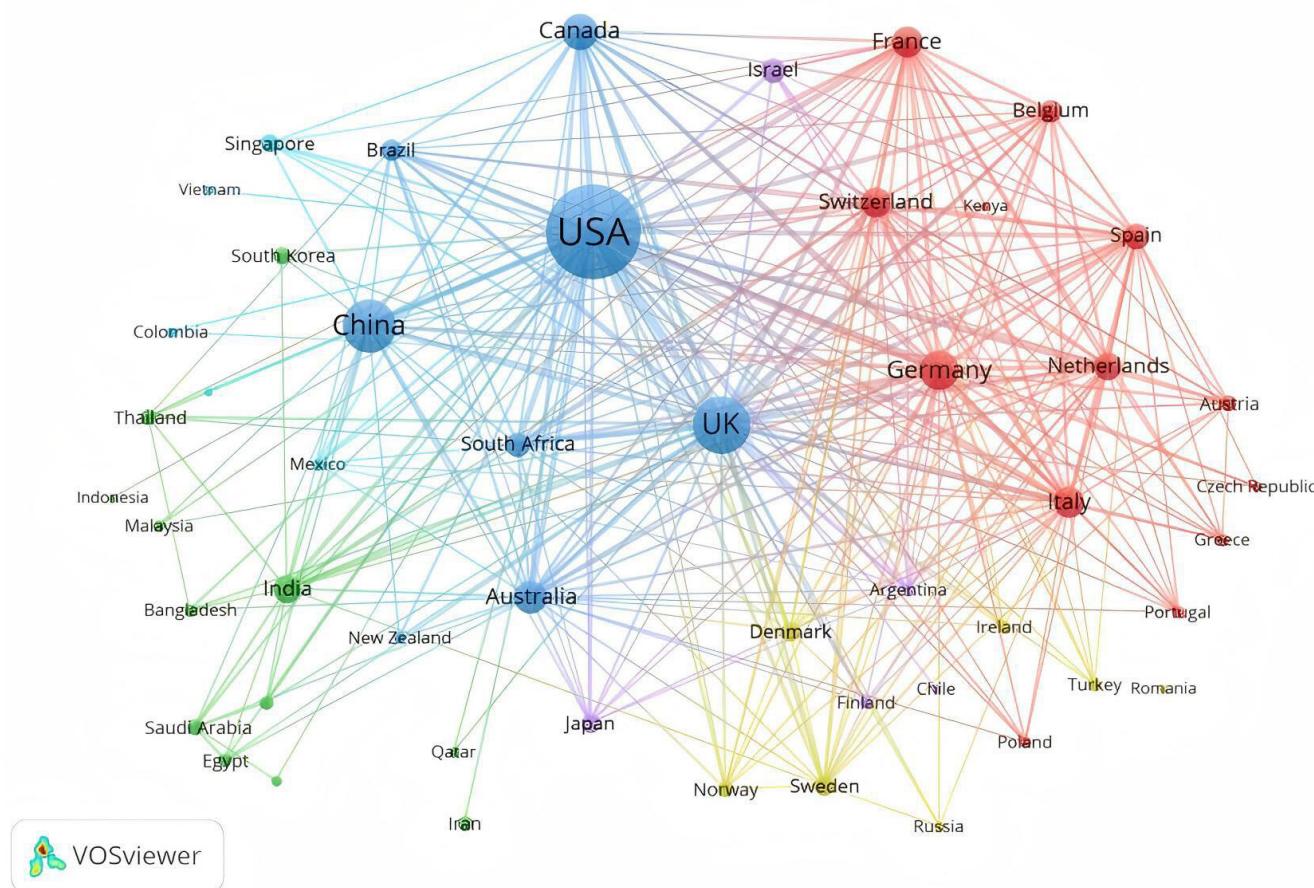 Canada
France
Israel
Belgium
Singapore
Brazil
Vietnam
Switzerland
Kenya
USA
Spain
South Korea
China
Colombia
Germany
Netherlands
Thailand
Austria
UK
South Africa
Mexico
Indonesia
Czech Republic
Italy
Malaysia
Greece
India
Argentina
Australia
Bangladesh
Portugal
Ireland
Denmark
New Zealand
Turkey
Romania
Chile
Finland
Saudi Arabia
Japan
Poland
Qatar
Egypt
Norway
Sweden
Iran
Russia
VOSviewer